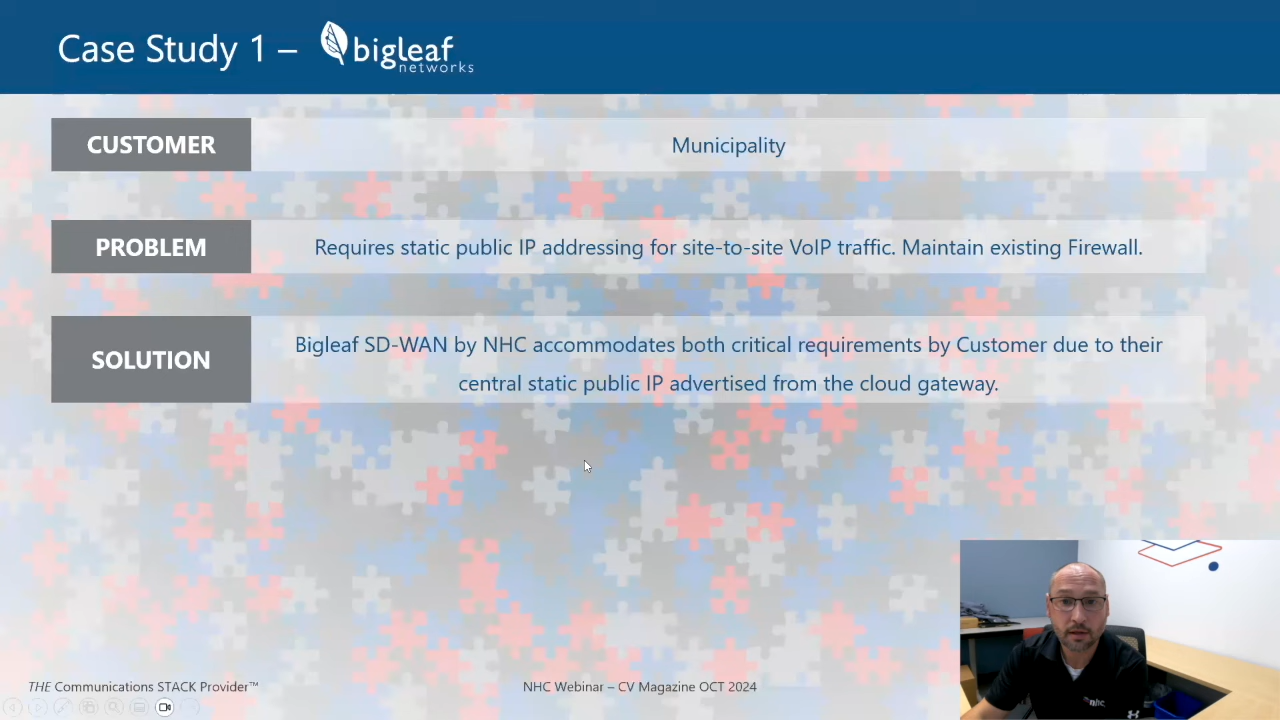 Case Study 1 – bigleaf
networks
CUSTOMER
Municipality
PROBLEM
Requires static public IP addressing for site-to-site VoIP traffic. Maintain existing Firewall.
SOLUTION
Bigleaf SD-WAN by NHC accommodates both critical requirements by Customer due to their
central static public IP advertised from the cloud gateway.
nhc
THE Communications STACK Provider™
NHC Webinar – CV Magazine OCT 2024